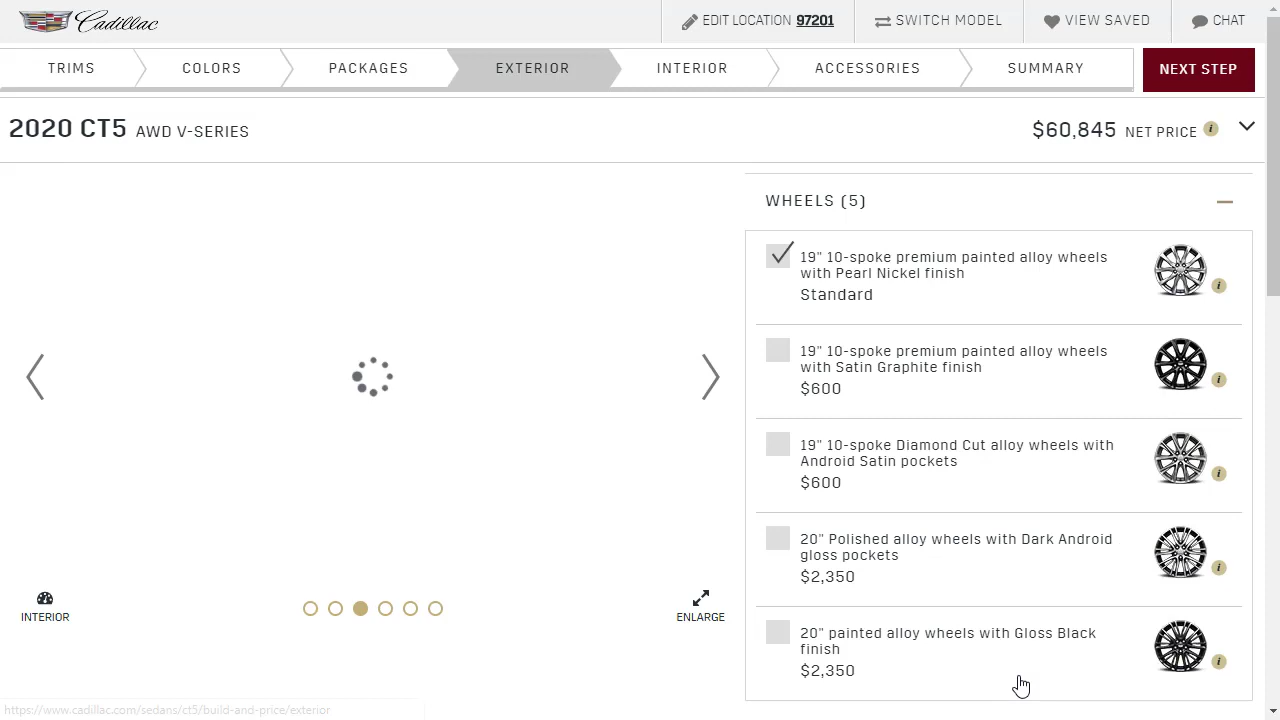 Cadillac
EDIT LOCATION 97201
SWITCH MODEL
VIEW SAVED
CHAT
TRIMS
COLORS
PACKAGES
EXTERIOR
INTERIOR
ACCESSORIES
SUMMARY
NEXT STEP
2020 CT5 AWD V-SERIES
$60,845 NET PRICE i
WHEELS (5)
19" 10-spoke premium painted alloy wheels
with Pearl Nickel finish
Standard
i
19" 10-spoke premium painted alloy wheels
with Satin Graphite finish
$600
i
19" 10-spoke Diamond Cut alloy wheels with
Android Satin pockets
$600
i
20" Polished alloy wheels with Dark Android
gloss pockets
$2,350
i
20" painted alloy wheels with Gloss Black
finish
$2,350
i
INTERIOR
ENLARGE
https://www.cadillac.com/sedans/ct5/build-and-price/exterior